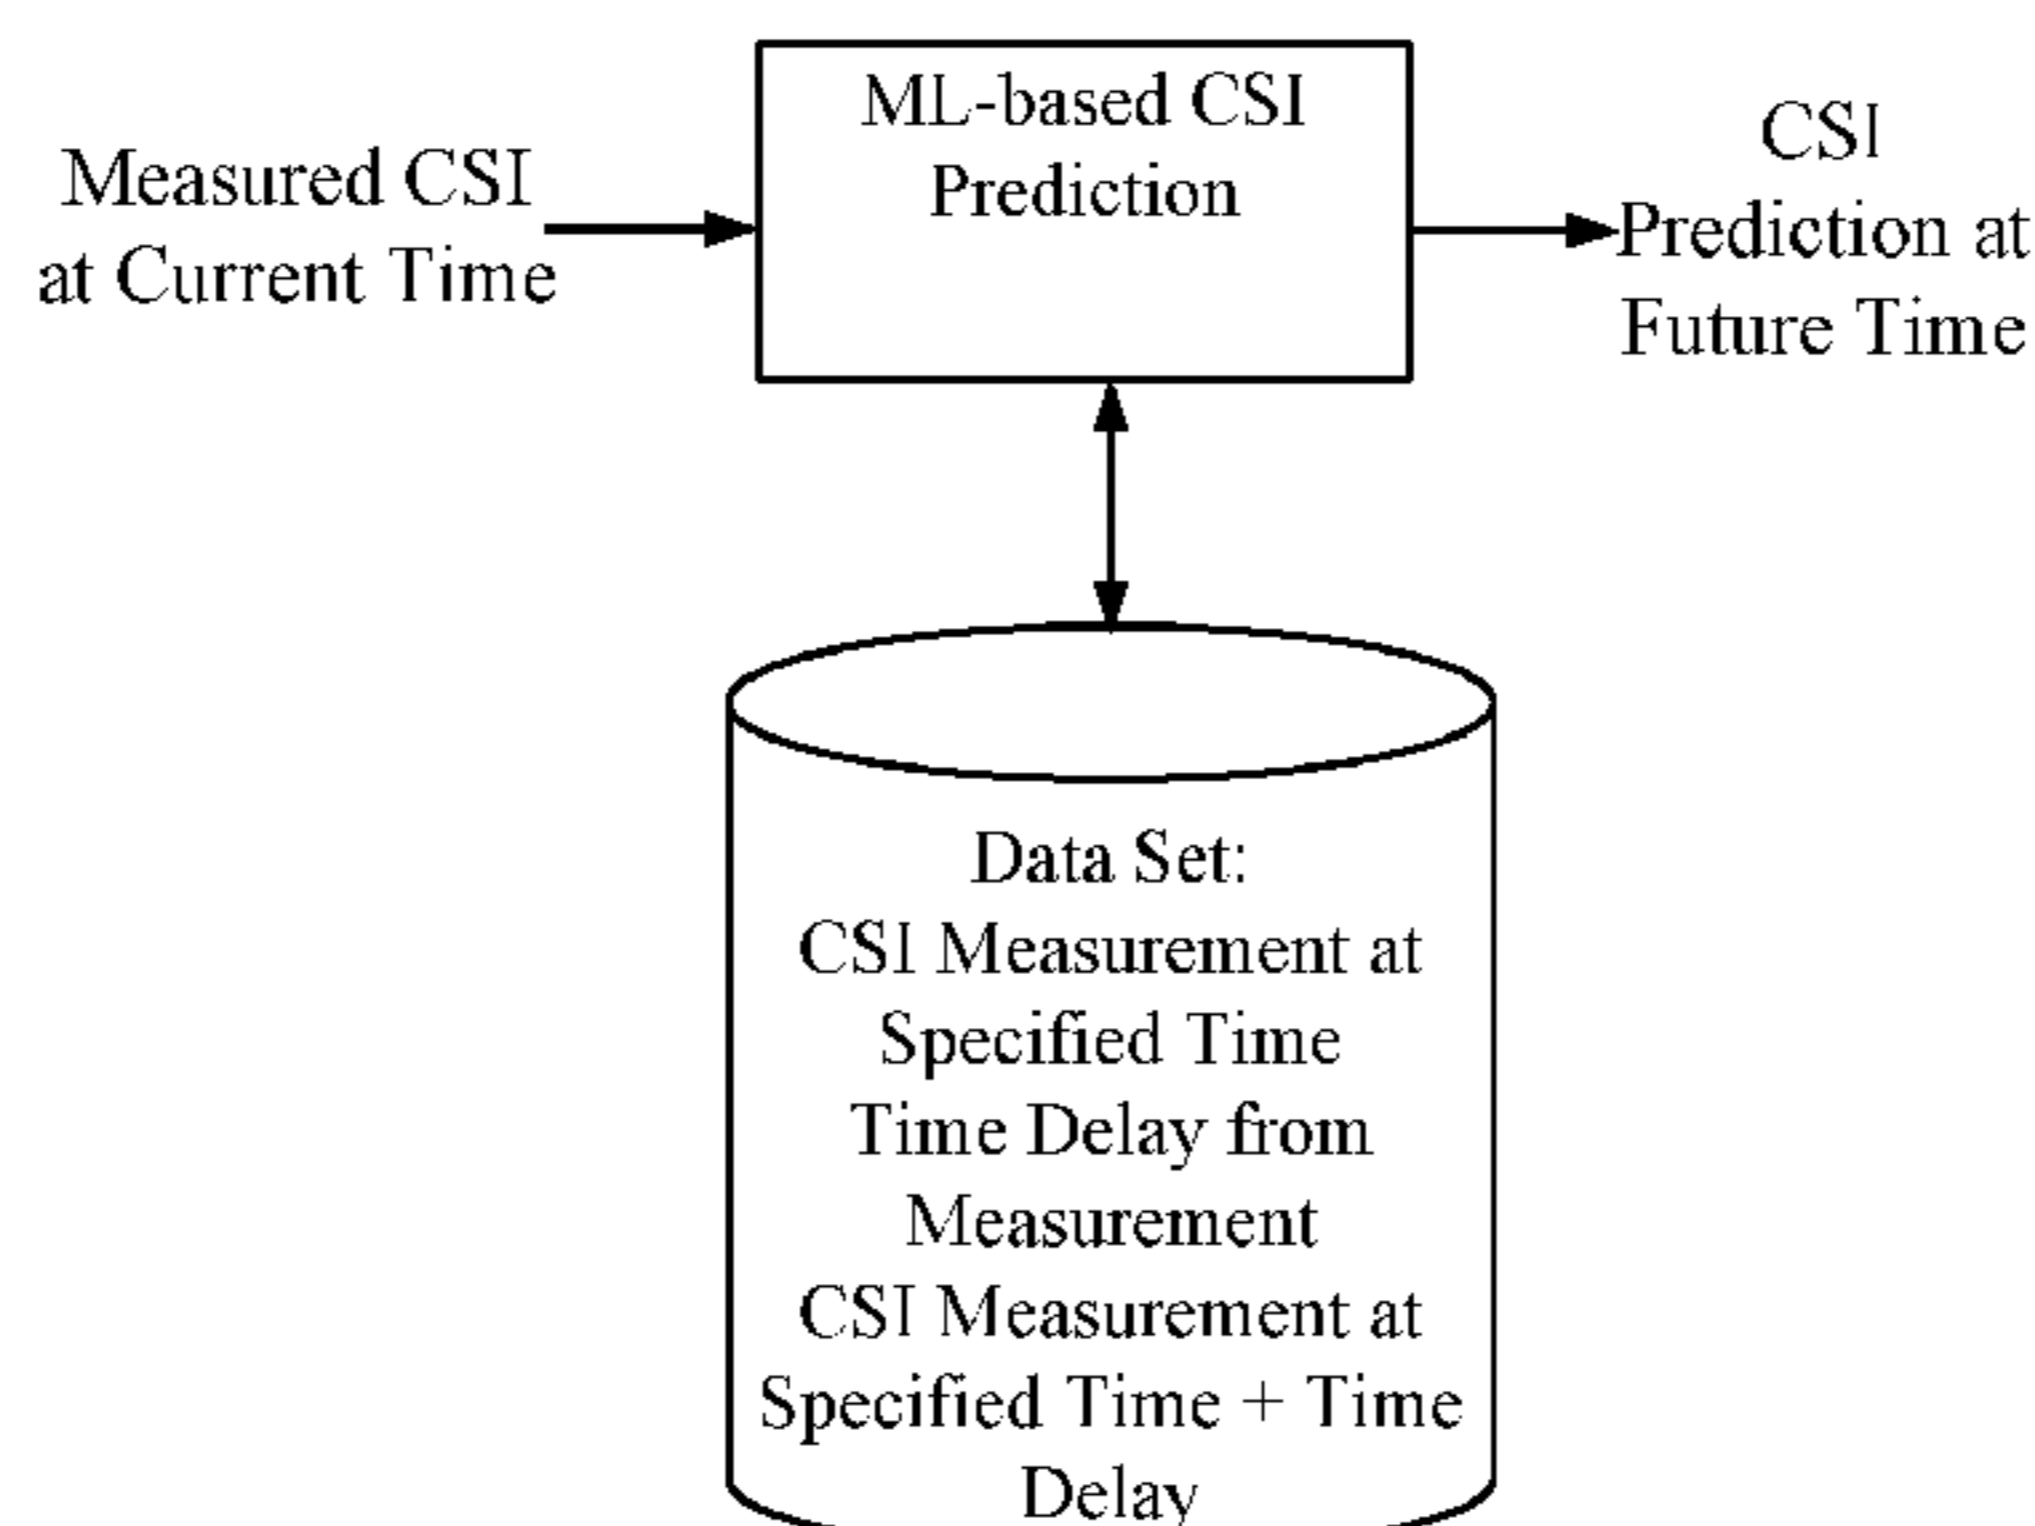 Measured CSI
at Current Time
ML-based CSI
Prediction
CSI
Prediction at
Future Time
Data Set:
CSI Measurement at
Specified Time
Time Delay from
Measurement
CSI Measurement at
Specified Time + Time
Delay